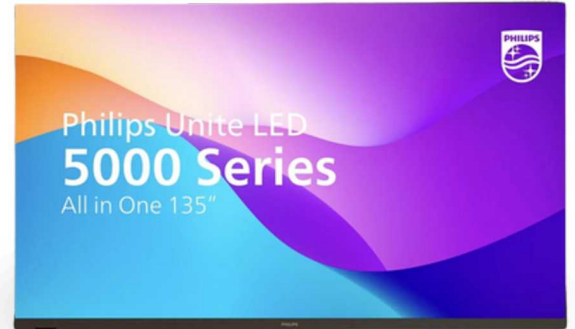 PHILIPS
Philips Unite LED
5000 Series
All in One 135”
PHILIPS